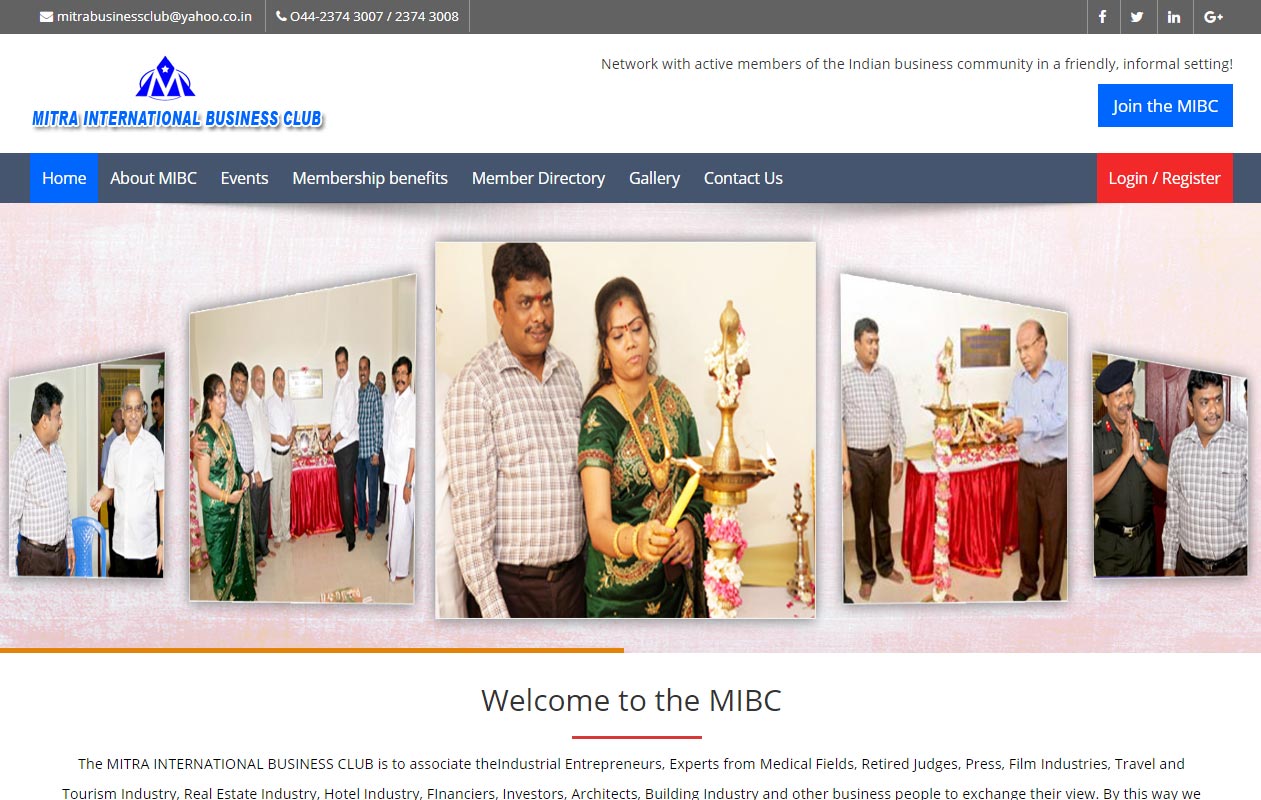 mitrabusinessclub@yahoo.co.in O44-2374 3007 / 2374 3008
Network with active members of the Indian business community in a friendly, informal setting!
MITRA INTERNATIONAL BUSINESS CLUB
Join the MIBC
Home About MIBC Events Membership benefits Member Directory Gallery Contact Us Login / Register
Welcome to the MIBC
The MITRA INTERNATIONAL BUSINESS CLUB is to associate theIndustrial Entrepreneurs, Experts from Medical Fields, Retired Judges, Press, Film Industries, Travel and
Tourism Industry, Real Estate Industry, Hotel Industry, FInanciers, Investors, Architects, Building Industry and other business people to exchange their view. By this way we